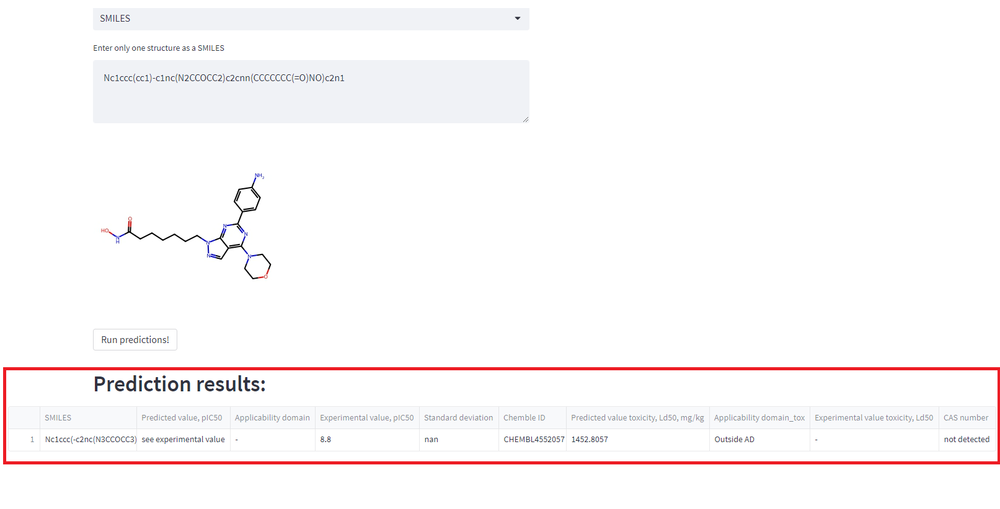 SMILES
Enter only one structure as a SMILES
Nc1ccc(cc1)-c1nc(N2CCOCC2)c2cnn(CCCCCCC(=O)NO)c2n1
NH₂
O
HO
N
H
N
N
N
N
N
O
Run predictions!
Prediction results:
SMILES Predicted value, pIC50 Applicability domain Experimental value, pIC50 Standard deviation Chemble ID Predicted value toxicity, Ld50, mg/kg Applicability domain_tox Experimental value toxicity, Ld50 CAS number
1 Nc1ccc(-c2nc(N3CCOCC3) see experimental value - 8.8 nan CHEMBL4552057 1452.8057 Outside AD - not detected